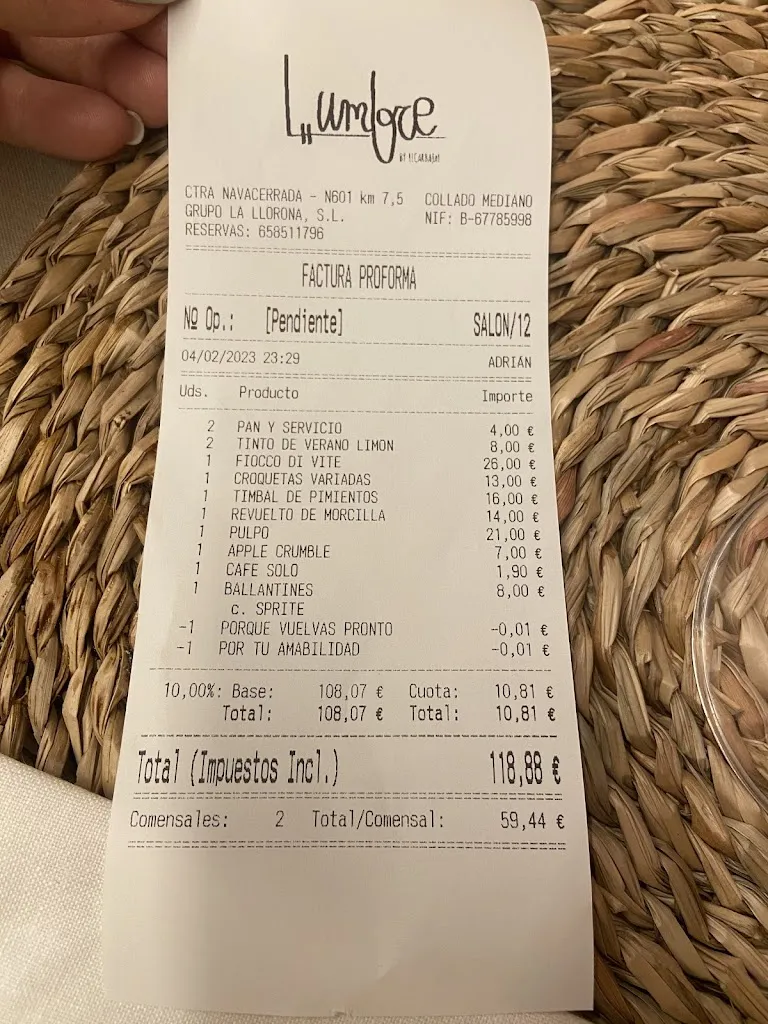 Lumbre
CTRA NAVACERRADA - N601 km 7,5 COLLADO MEDIANO
GRUPO LA LLORONA, S.L. NIF: B-67785998
RESERVAS: 658511796
FACTURA PROFORMA
Nº Op.: [Pendiente] SALON/12
04/02/2023 23:29 ADRIÁN
Uds. Producto Importe
2 PAN Y SERVICIO 4,00 €
2 TINTO DE VERANO LIMON 8,00 €
1 FIOCCO DI VITE 26,00 €
1 CROQUETAS VARIADAS 13,00 €
1 TIMBAL DE PIMIENTOS 16,00 €
1 REVUELTO DE MORCILLA 14,00 €
1 PULPO 21,00 €
1 APPLE CRUMBLE 7,00 €
1 CAFE SOLO 1,90 €
1 BALLANTINES 8,00 €
c. SPRITE
-1 PORQUE VUELVAS PRONTO -0,01 €
-1 POR TU AMABILIDAD -0,01 €
10,00%: Base: 108,07 € Cuota: 10,81 €
Total: 108,07 € Total: 10,81 €
Total (Impuestos Incl.) 118,88 €
Comensales: 2 Total/Comensal: 59,44 €